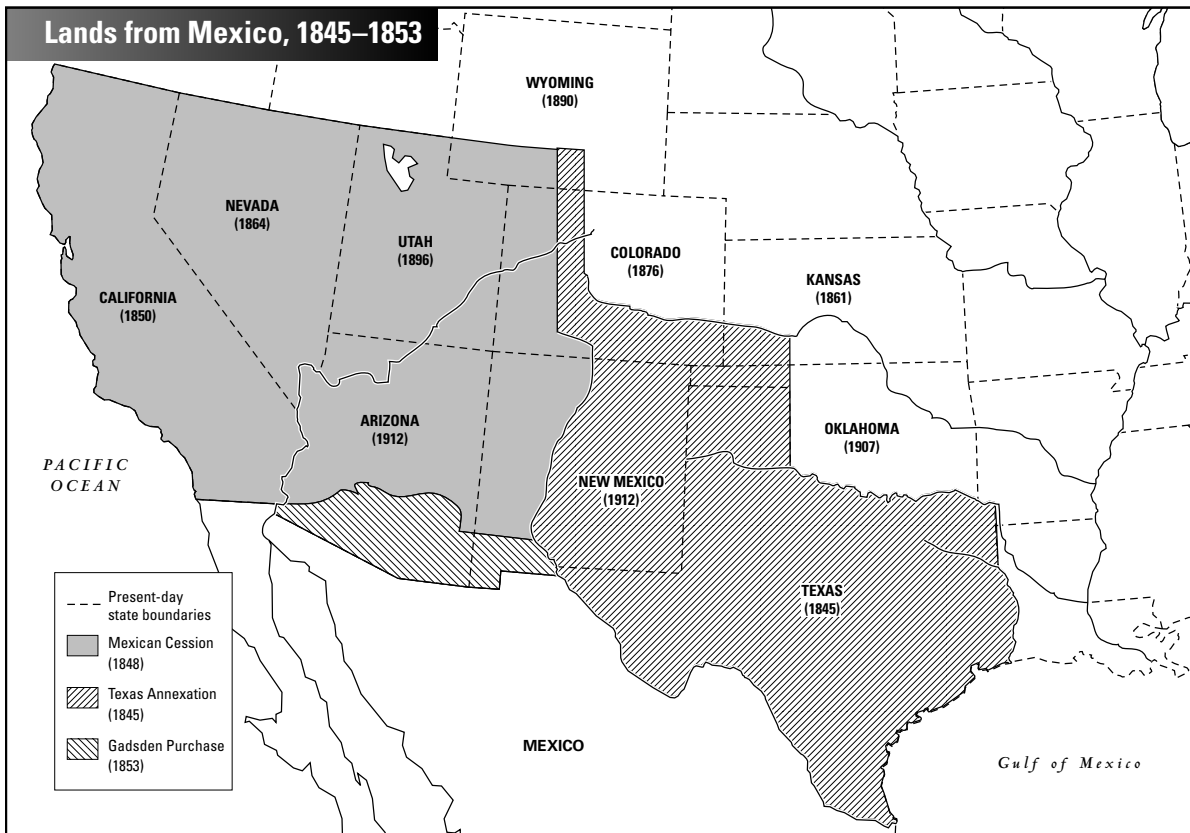 Lands from Mexico, 1845–1853
WYOMING
(1890)
NEVADA
(1864)
UTAH
(1896)
COLORADO
(1876)
KANSAS
(1861)
CALIFORNIA
(1850)
ARIZONA
(1912)
OKLAHOMA
(1907)
PACIFIC
OCEAN
NEW MEXICO
(1912)
TEXAS
(1845)
Present-day
state boundaries
Mexican Cession
(1848)
Texas Annexation
(1845)
Gadsden Purchase
(1853)
MEXICO
Gulf of Mexico